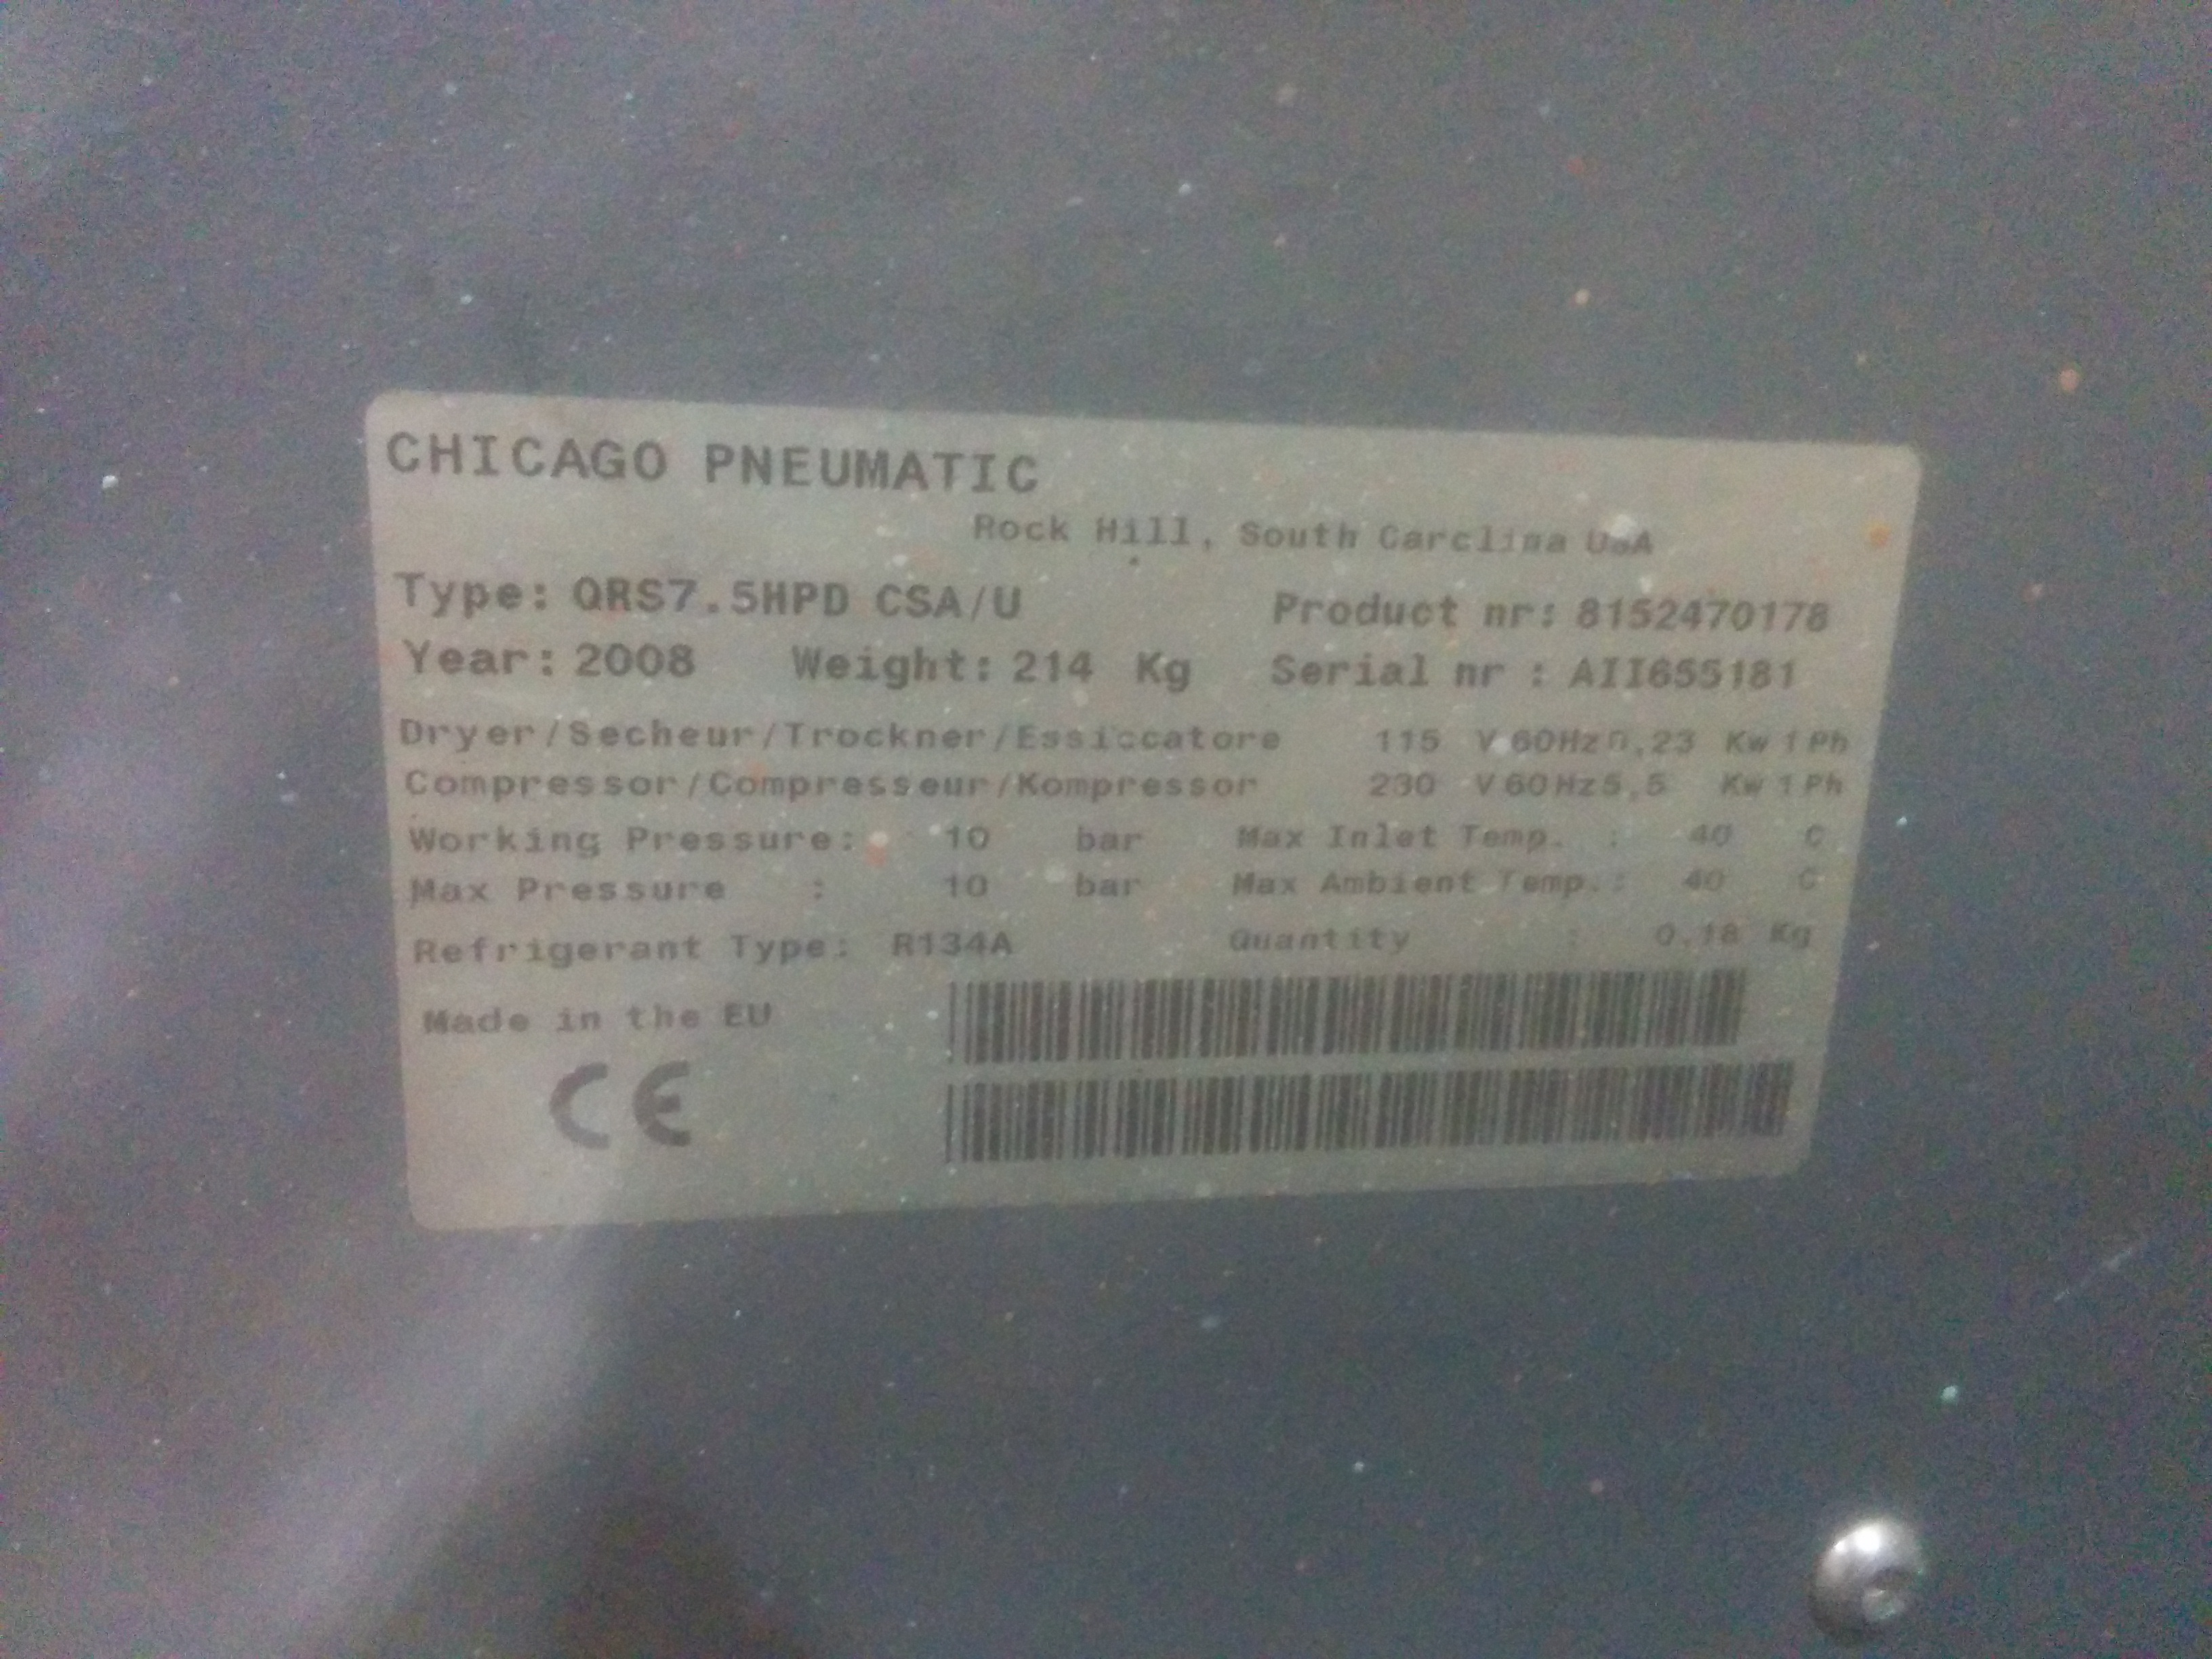 CHICAGO PNEUMATIC
Rock Hill, South Carolina USA
Type: QRS7.5HPD CSA/U Product nr: 8152470178
Year: 2008 Weight: 214 Kg Serial nr : AII655181
Dryer/Secheur/Trockner/Essiccatore 115 V 60Hz 0,23 Kw 1 Ph
Compressor/Compresseur/Kompressor 230 V 60Hz 5,5 Kw 1 Ph
Working Pressure: 10 bar Max Inlet Temp. : 40 C
Max Pressure : 10 bar Max Ambient Temp.: 40 C
Refrigerant Type: R134A Quantity : 0.18 Kg
Made in the EU
CE